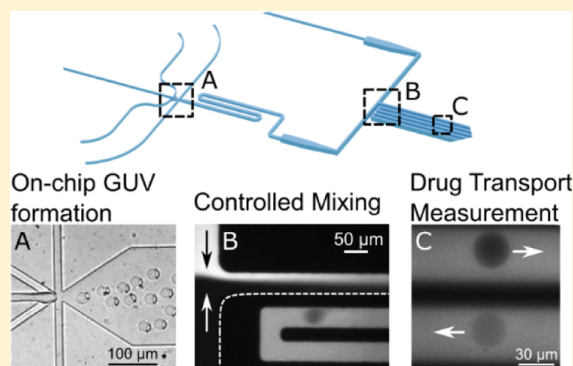 A
B
C
On-chip GUV
formation
Controlled Mixing
Drug Transport
Measurement
A
100 µm
B
50 µm
C
30 µm